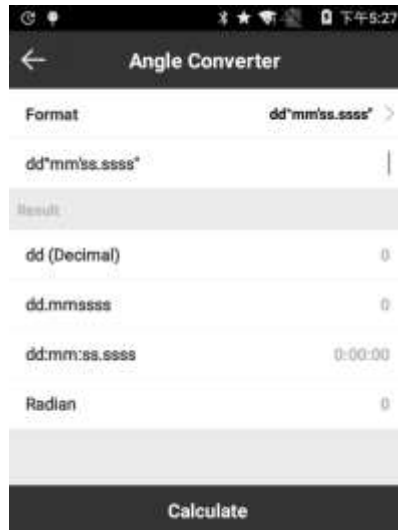 下午5:27
Angle Converter
Format dd°mm'ss.ssss" >
dd°mm'ss.ssss"
Result
dd (Decimal) 0
dd.mmssss 0
dd:mm:ss.ssss 0:00:00
Radian 0
Calculate